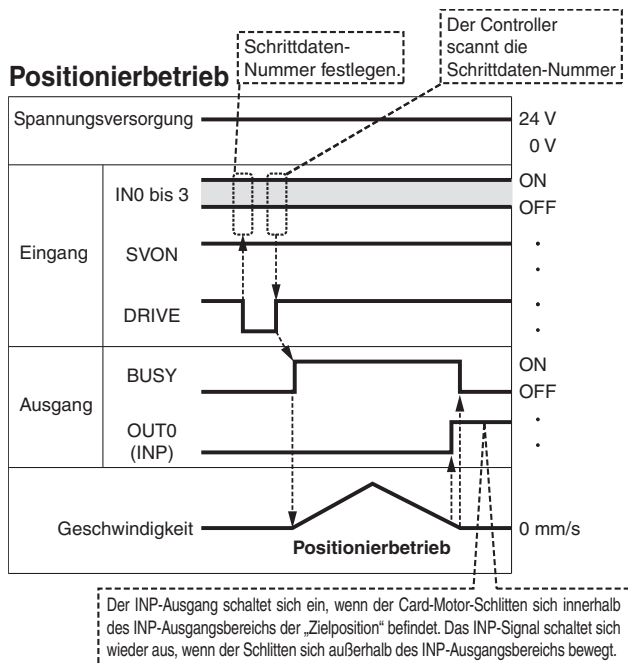 Schrittdaten-
Nummer festlegen.
Der Controller
scannt die
Schrittdaten-Nummer
Positionierbetrieb
Spannungsversorgung
24 V
0 V
Eingang
IN0 bis 3
ON
OFF
SVON
DRIVE
Ausgang
BUSY
ON
OFF
OUT0
(INP)
Geschwindigkeit
0 mm/s
Positionierbetrieb
Der INP-Ausgang schaltet sich ein, wenn der Card-Motor-Schlitten sich innerhalb
des INP-Ausgangsbereichs der „Zielposition“ befindet. Das INP-Signal schaltet sich
wieder aus, wenn der Schlitten sich außerhalb des INP-Ausgangsbereichs bewegt.